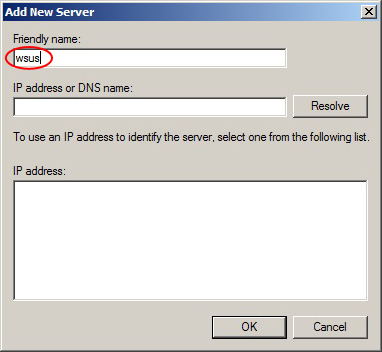 Add New Server
Friendly name:
wsus
IP address or DNS name:
Resolve
To use an IP address to identify the server, select one from the following list.
IP address:
OK
Cancel